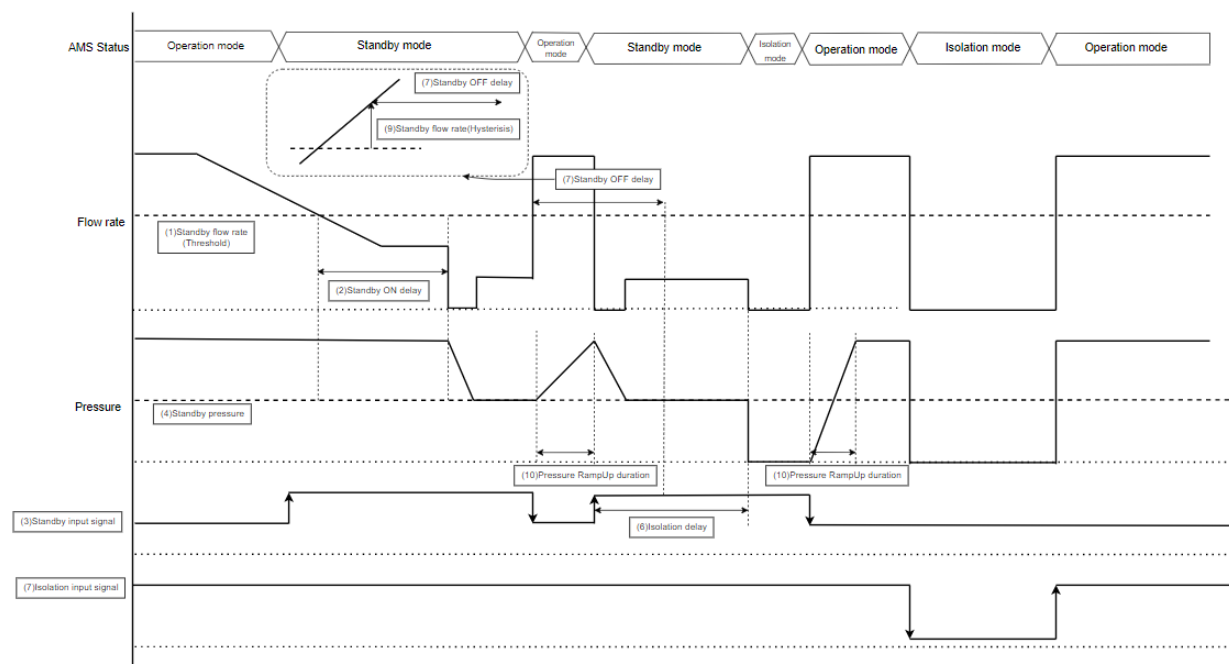 AMS Status
Operation mode
Standby mode
Operation
mode
Standby mode
Isolation
mode
Operation mode
Isolation mode
Operation mode
(7)Standby OFF delay
(9)Standby flow rate(Hysterisis)
(7)Standby OFF delay
Flow rate
(1)Standby flow rate
(Threshold)
(2)Standby ON delay
Pressure
(4)Standby pressure
(10)Pressure RampUp duration
(10)Pressure RampUp duration
(3)Standby input signal
(6)Isolation delay
(7)Isolation input signal